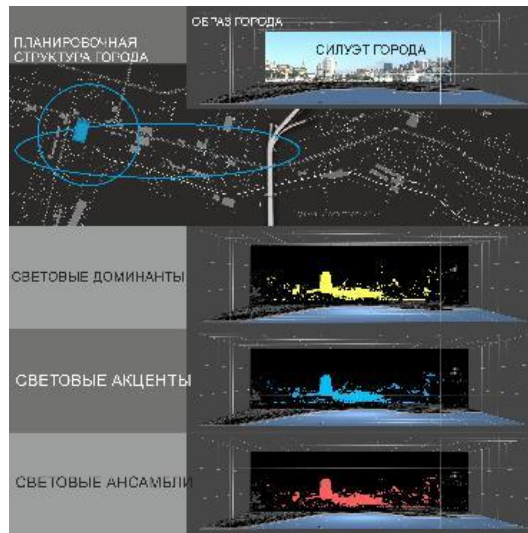 ОБРАЗ ГОРОДА
ПЛАНИРОВОЧНАЯ
СТРУКТУРА ГОРОДА
СИЛУЭТ ГОРОДА
СВЕТОВЫЕ ДОМИНАНТЫ
СВЕТОВЫЕ АКЦЕНТЫ
СВЕТОВЫЕ АНСАМБЛИ